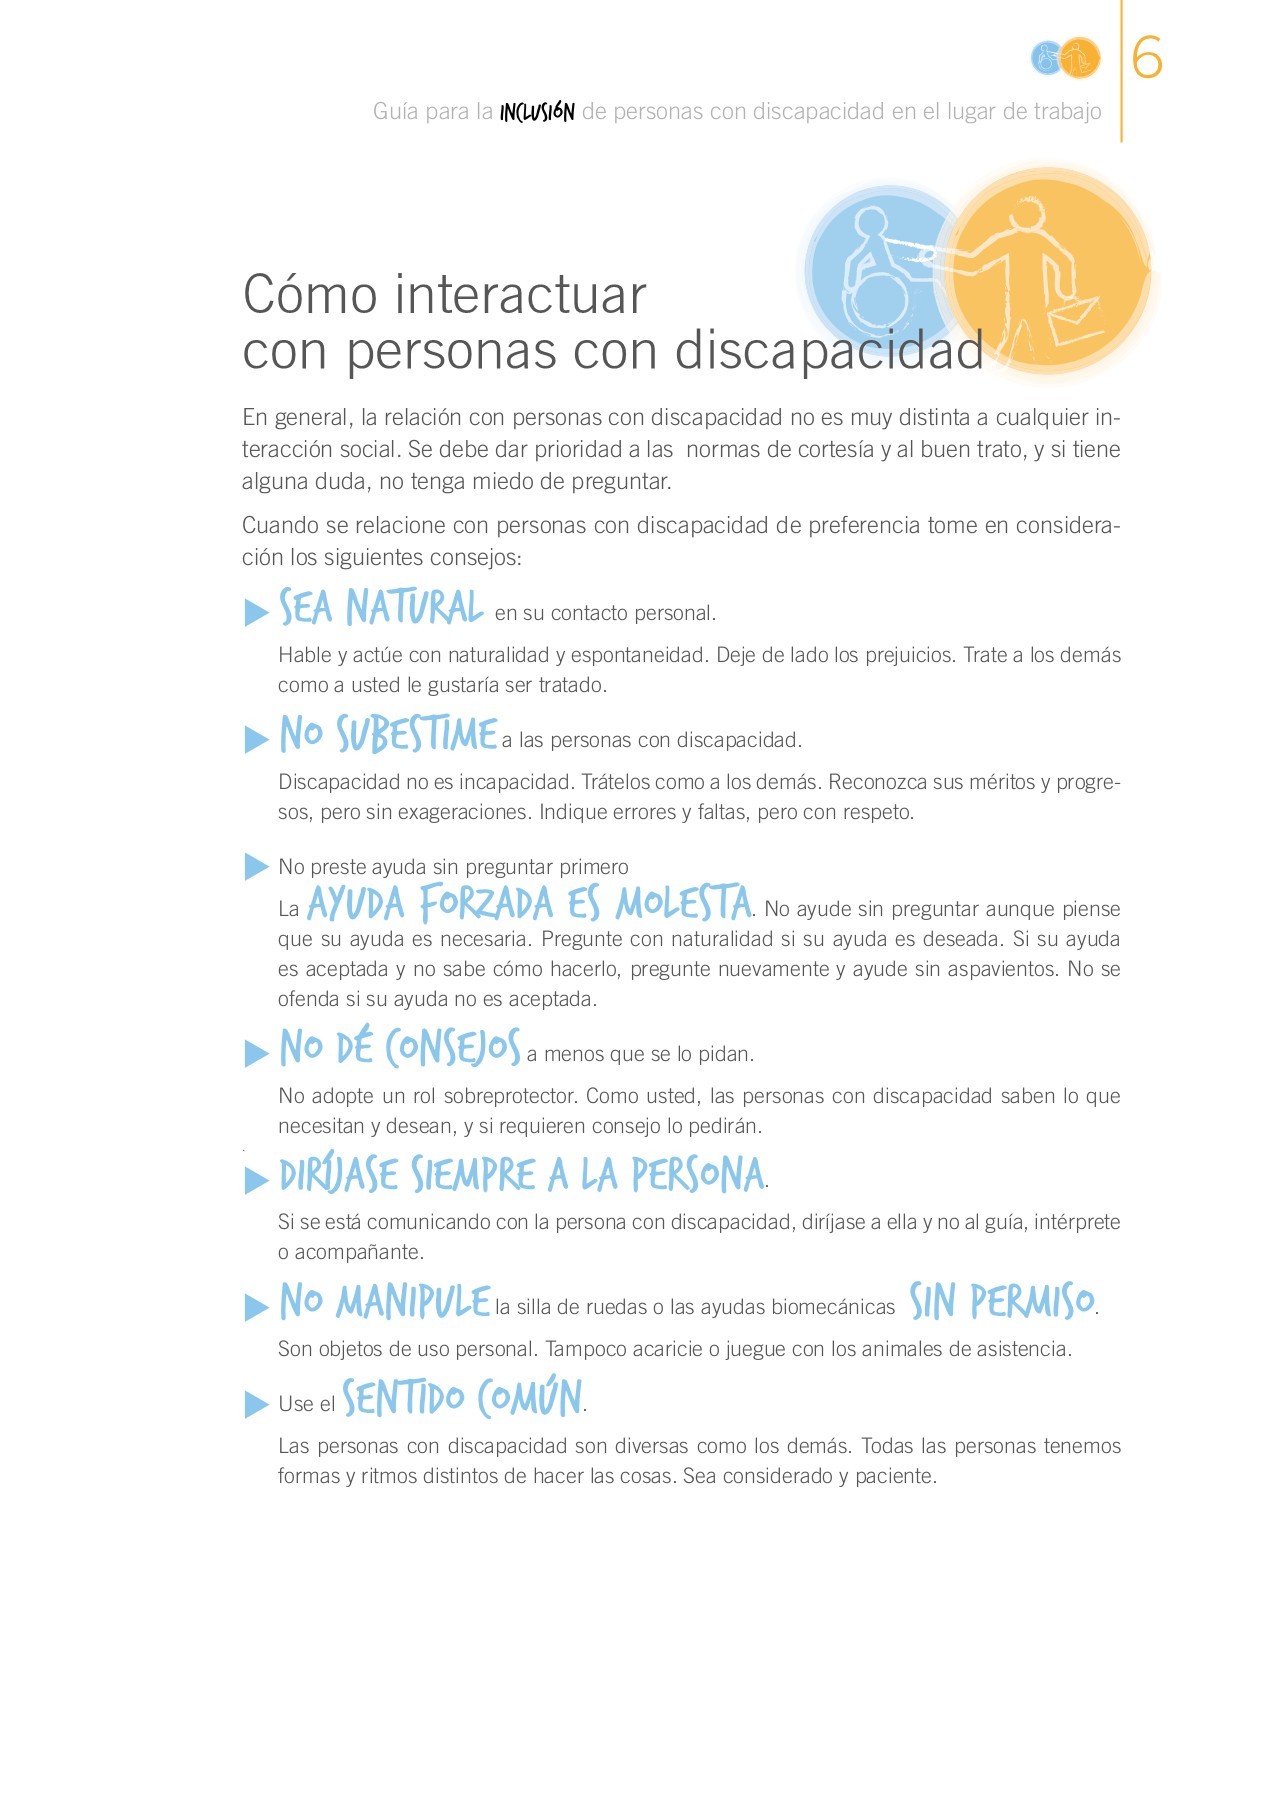 6
Guía para la INCLUSIÓN de personas con discapacidad en el lugar de trabajo
Cómo interactuar
con personas con discapacidad
En general, la relación con personas con discapacidad no es muy distinta a cualquier in-
teracción social. Se debe dar prioridad a las normas de cortesía y al buen trato, y si tiene
alguna duda, no tenga miedo de preguntar.
Cuando se relacione con personas con discapacidad de preferencia tome en considera-
ción los siguientes consejos:
SEA NATURAL en su contacto personal.
Hable y actúe con naturalidad y espontaneidad. Deje de lado los prejuicios. Trate a los demás
como a usted le gustaría ser tratado.
NO SUBESTIME a las personas con discapacidad.
Discapacidad no es incapacidad. Trátelos como a los demás. Reconozca sus méritos y progre-
sos, pero sin exageraciones. Indique errores y faltas, pero con respeto.
No preste ayuda sin preguntar primero
La AYUDA FORZADA ES MOLESTA. No ayude sin preguntar aunque piense
que su ayuda es necesaria. Pregunte con naturalidad si su ayuda es deseada. Si su ayuda
es aceptada y no sabe cómo hacerlo, pregunte nuevamente y ayude sin aspavientos. No se
ofenda si su ayuda no es aceptada.
NO DÉ CONSEJOS a menos que se lo pidan.
No adopte un rol sobreprotector. Como usted, las personas con discapacidad saben lo que
necesitan y desean, y si requieren consejo lo pedirán.
.
DIRÍJASE SIEMPRE A LA PERSONA.
Si se está comunicando con la persona con discapacidad, diríjase a ella y no al guía, intérprete
o acompañante.
NO MANIPULE la silla de ruedas o las ayudas biomecánicas SIN PERMISO.
Son objetos de uso personal. Tampoco acaricie o juegue con los animales de asistencia.
Use el SENTIDO COMÚN.
Las personas con discapacidad son diversas como los demás. Todas las personas tenemos
formas y ritmos distintos de hacer las cosas. Sea considerado y paciente.